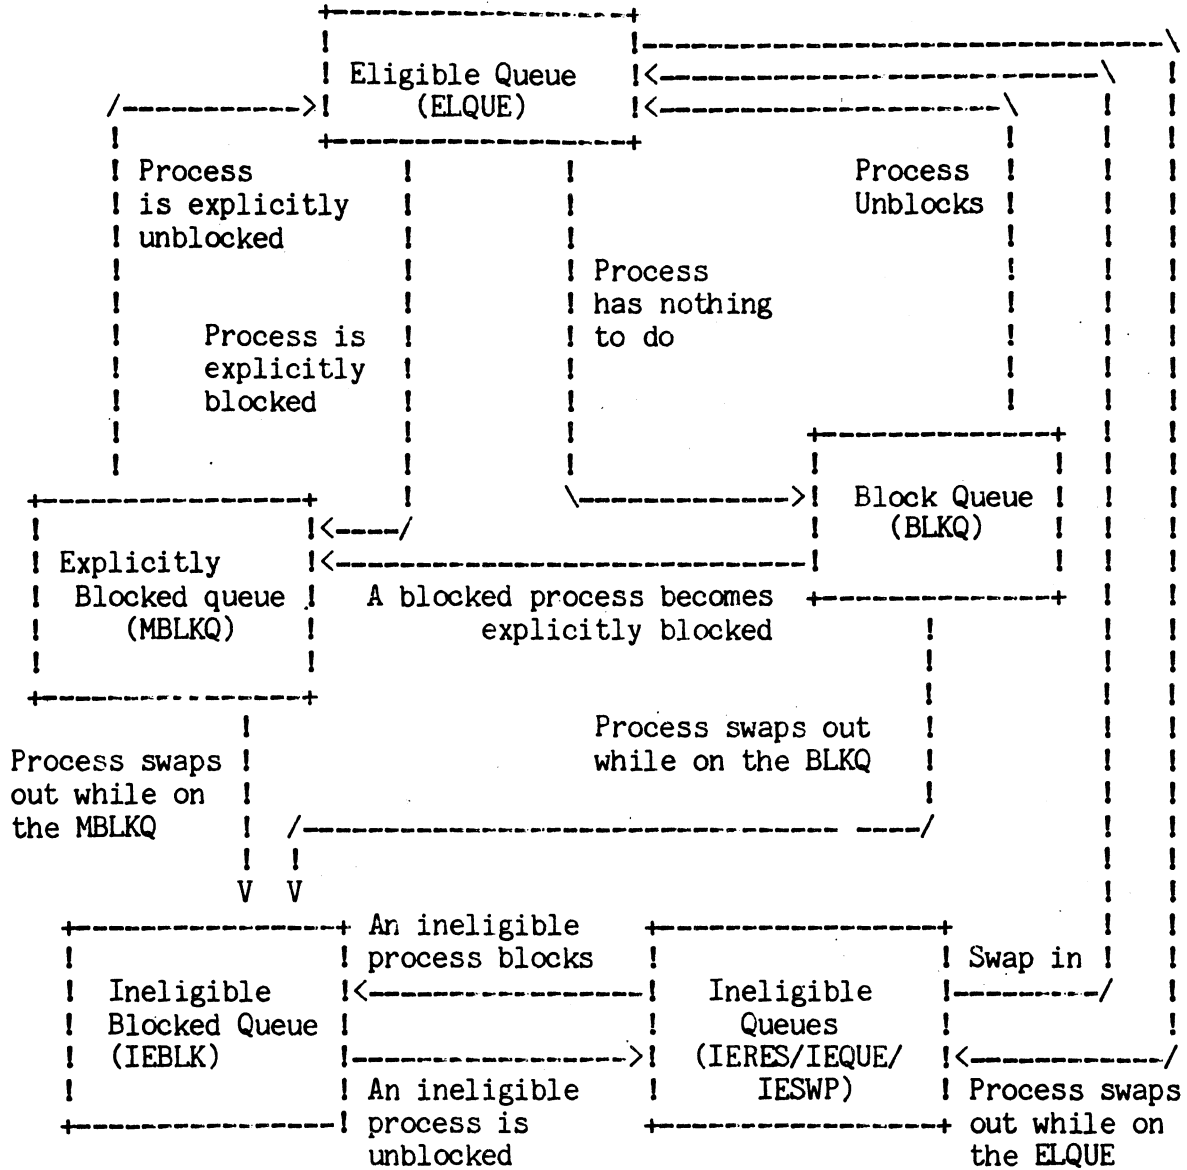 Eligible Queue
(ELQUE)
Process
is explicitly
unblocked
Process
Unblocks
Process
has nothing
to do
Process is
explicitly
blocked
Block Queue
(BLKQ)
Explicitly
Blocked queue
(MBLKQ)
A blocked process becomes
explicitly blocked
Process swaps out
while on the BLKQ
Process swaps
out while on
the MBLKQ
V V
An ineligible
process blocks
Swap in
Ineligible
Blocked Queue
(IEBLK)
Ineligible
Queues
(IERES/IEQUE/
IESWP)
An ineligible
process is
unblocked
Process swaps
out while on
the ELQUE